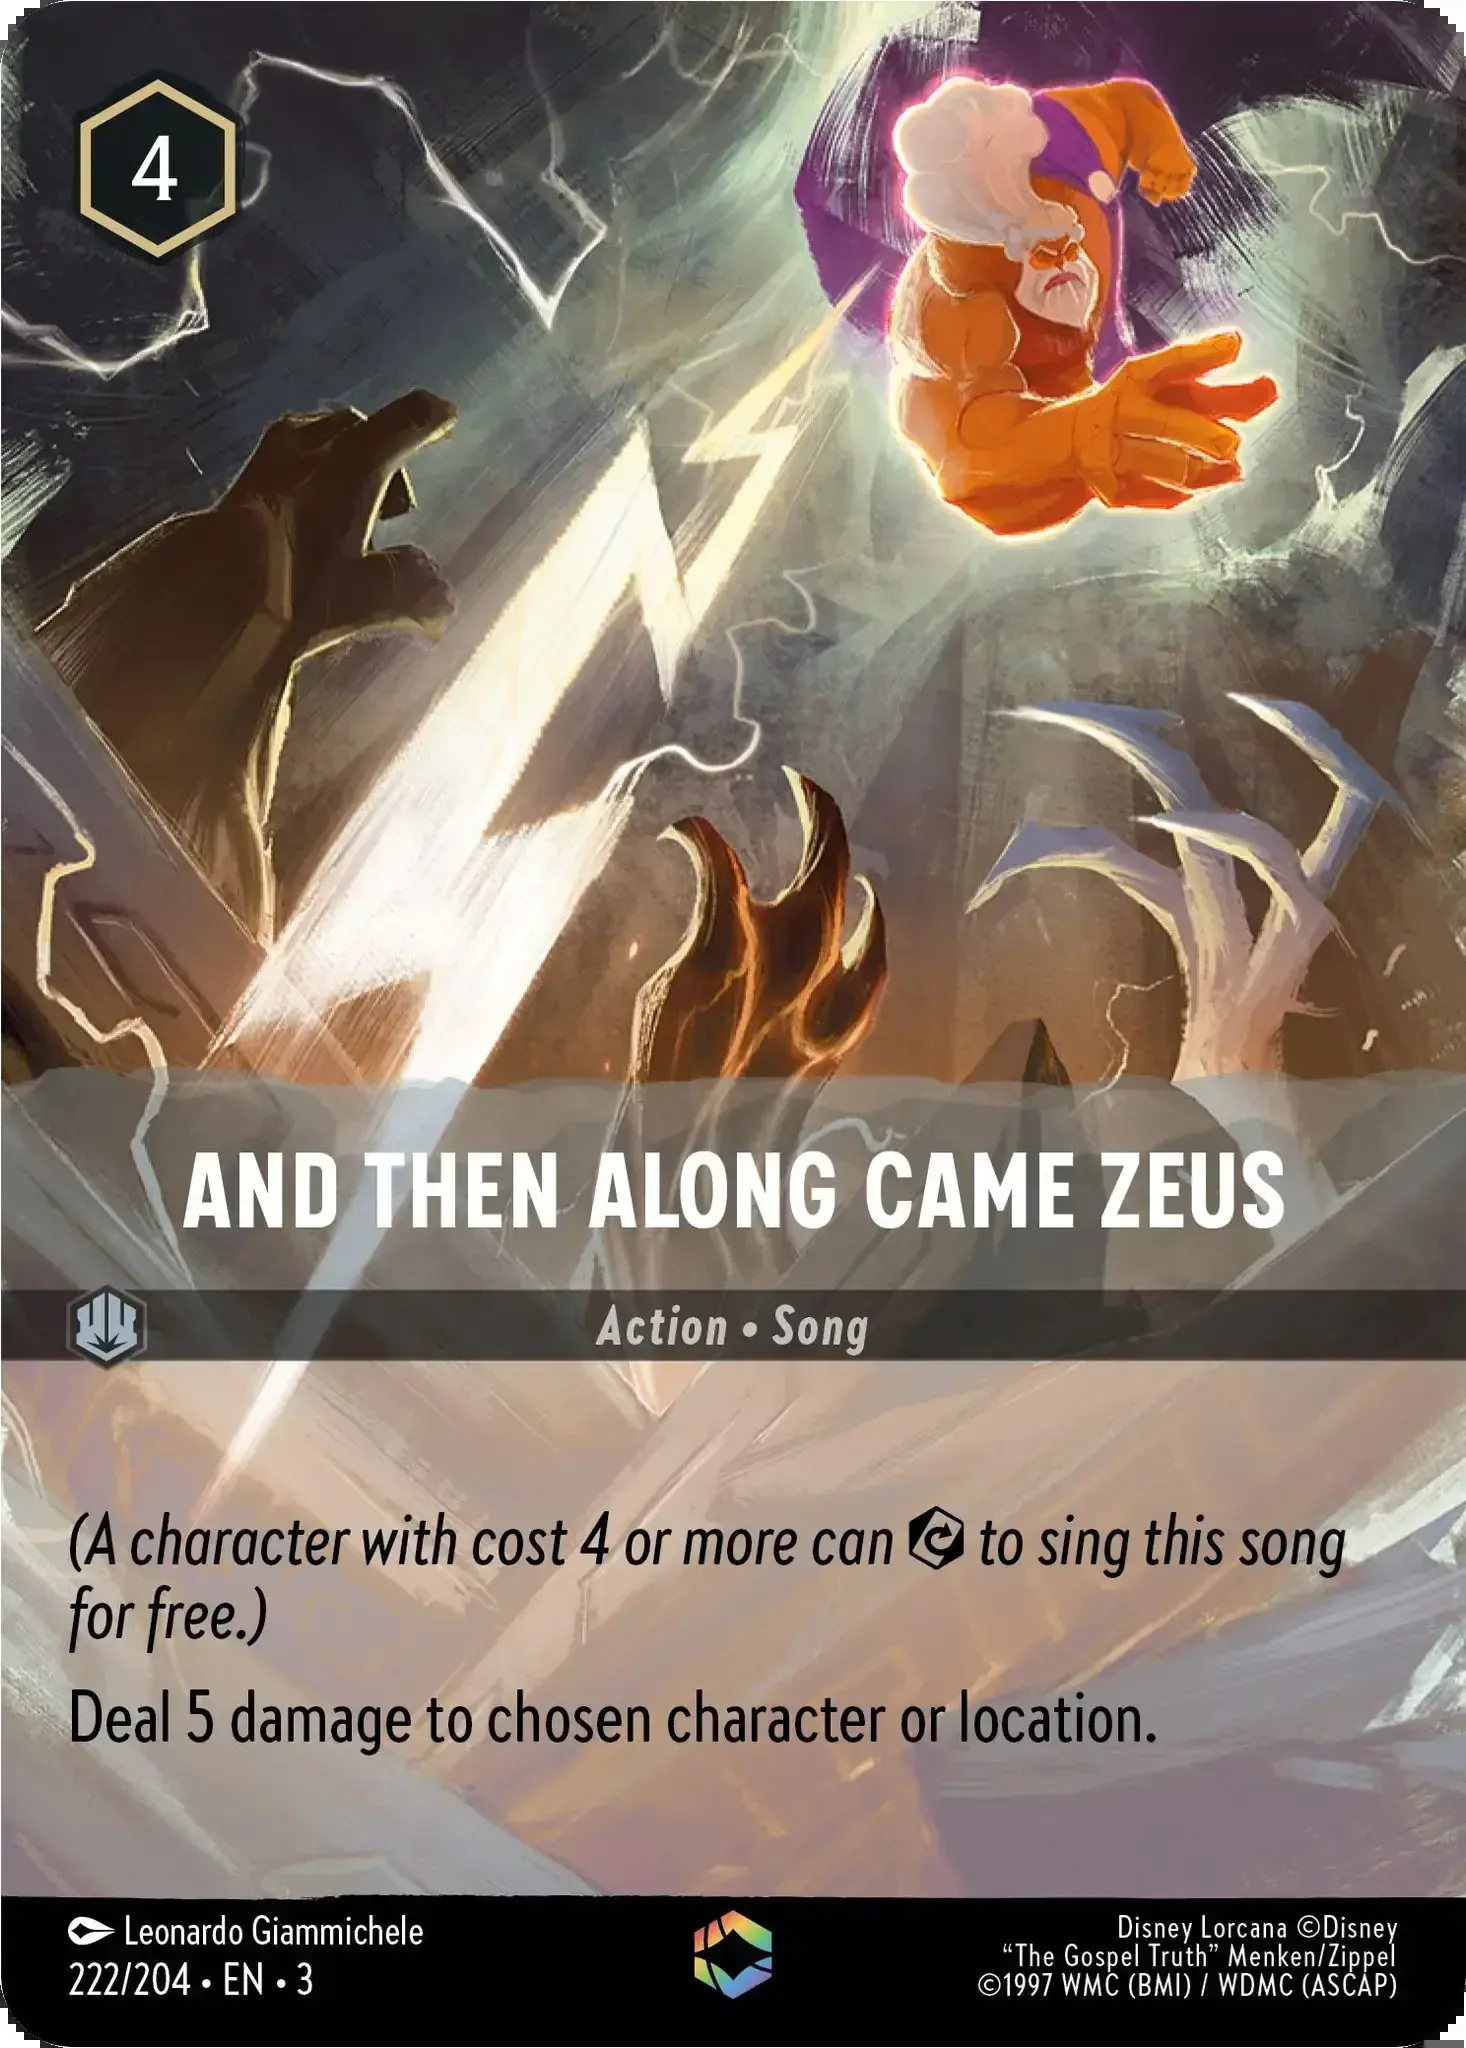 4
AND THEN ALONG CAME ZEUS
Action • Song
(A character with cost 4 or more can to sing this song
for free.)
Deal 5 damage to chosen character or location.
Leonardo Giammichele
222/204 • EN • 3
Disney Lorcana ©Disney
“The Gospel Truth” Menken/Zippel
©1997 WMC (BMI) / WDMC (ASCAP)